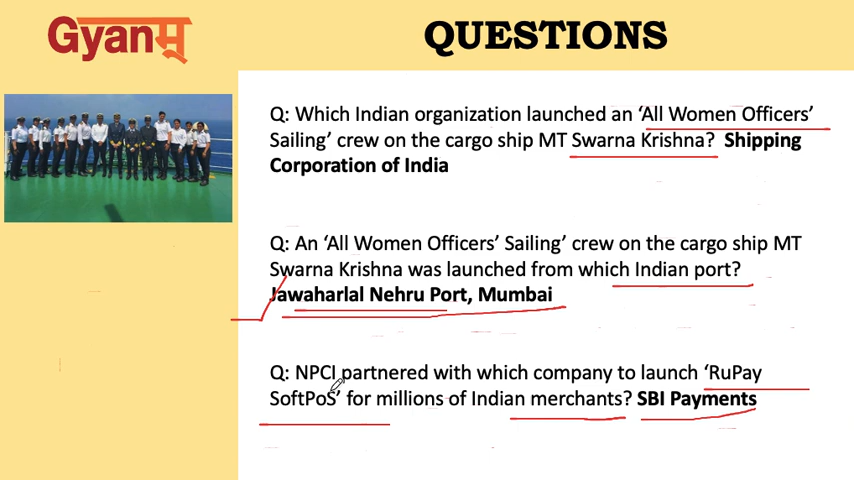 Gyanम्
QUESTIONS
Q: Which Indian organization launched an ‘All Women Officers’
Sailing’ crew on the cargo ship MT Swarna Krishna? Shipping
Corporation of India
Q: An ‘All Women Officers’ Sailing’ crew on the cargo ship MT
Swarna Krishna was launched from which Indian port?
Jawaharlal Nehru Port, Mumbai
Q: NPCI partnered with which company to launch ‘RuPay
SoftPoS’ for millions of Indian merchants? SBI Payments